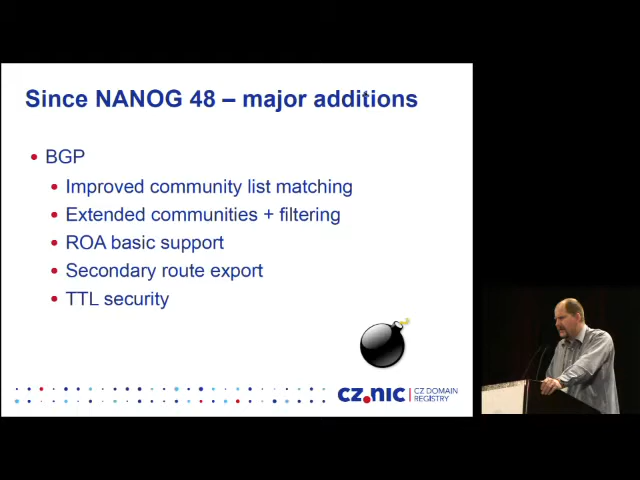 Since NANOG 48 – major additions
BGP
Improved community list matching
Extended communities + filtering
ROA basic support
Secondary route export
TTL security
CZ.NIC | CZ DOMAIN
REGISTRY